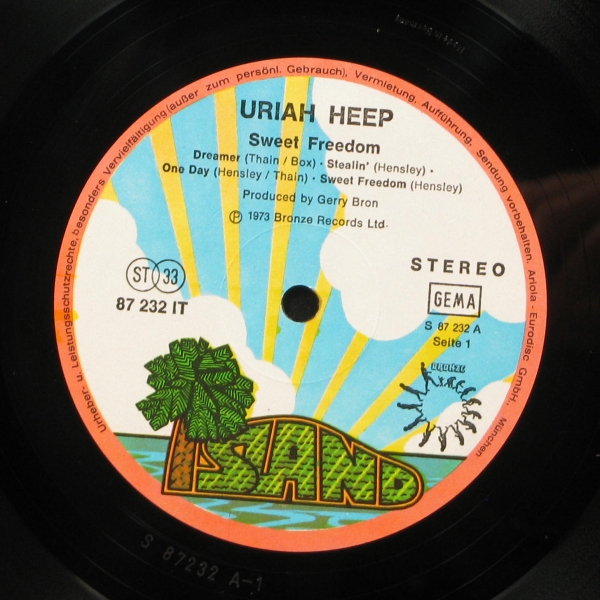 Urheber- u. Leistungsschutzrechte, besonders Vervielfältigung (außer zum persönl. Gebrauch), Vermietung, Aufführung, Sendung vorbehalten. Ariola - Eurodisc GmbH., München
URIAH HEEP
Sweet Freedom
Dreamer (Thain / Box) · Stealin' (Hensley) ·
One Day (Hensley / Thain) · Sweet Freedom (Hensley)
Produced by Gerry Bron
℗ 1973 Bronze Records Ltd.
ST 33
87 232 IT
STEREO
GEMA
S 87 232 A
Seite 1
BRONZE
ISLAND
S 87232 A-1